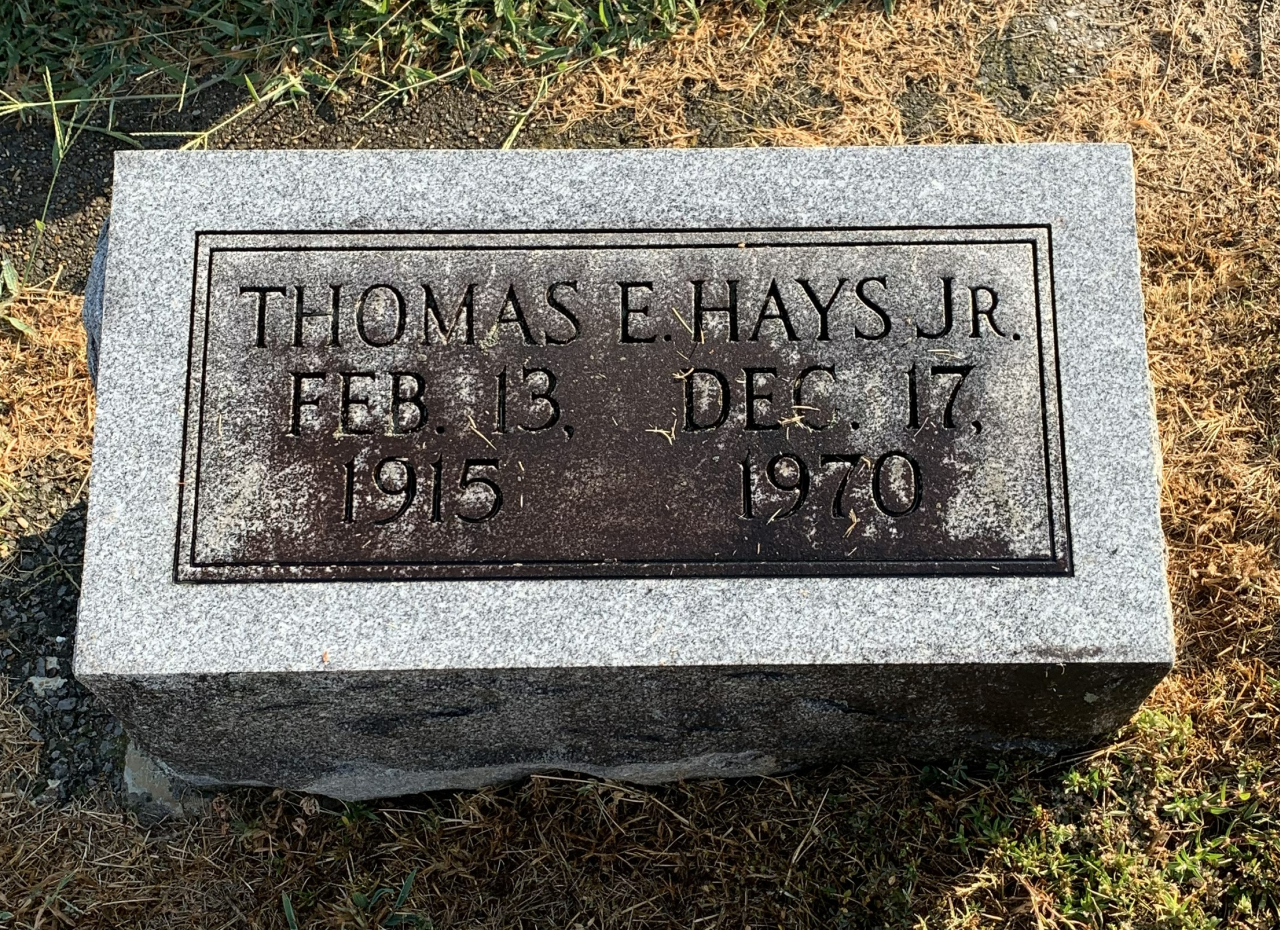 THOMAS E. HAYS JR.
FEB. 13, DEC. 17,
1915 1970